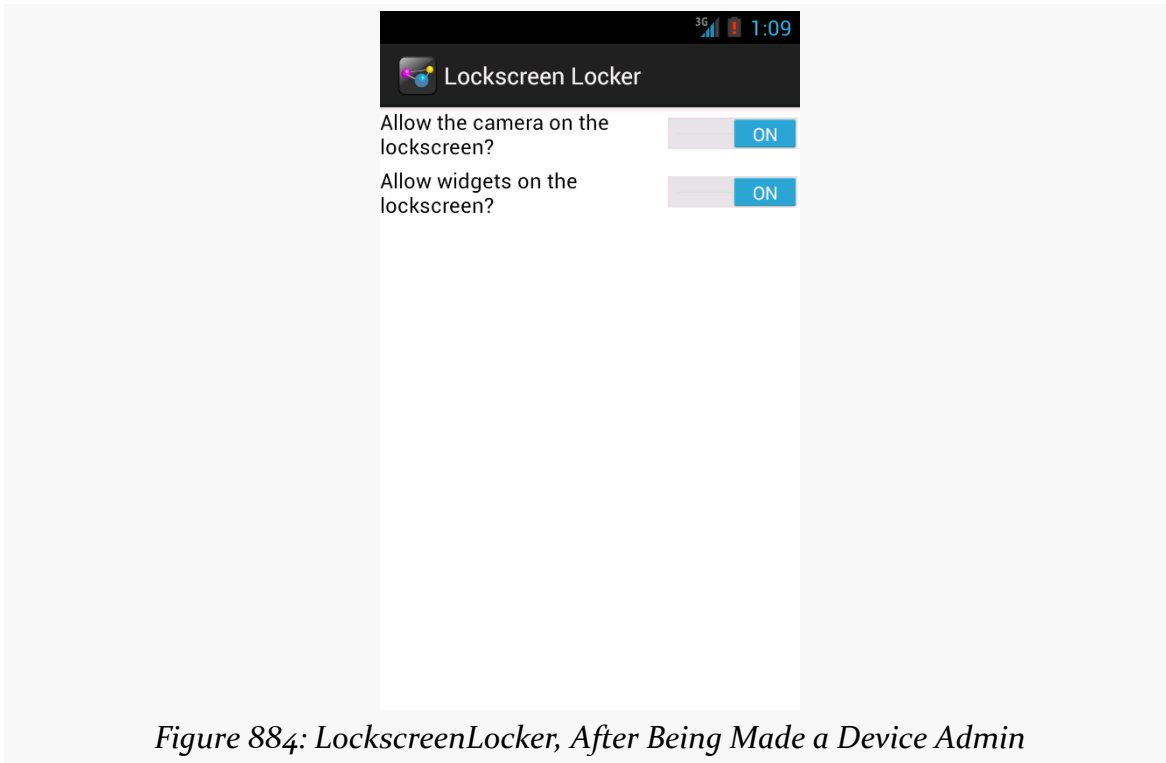 3G 1:09
Lockscreen Locker
Allow the camera on the
lockscreen?
ON
Allow widgets on the
lockscreen?
ON
Figure 884: LockscreenLocker, After Being Made a Device Admin